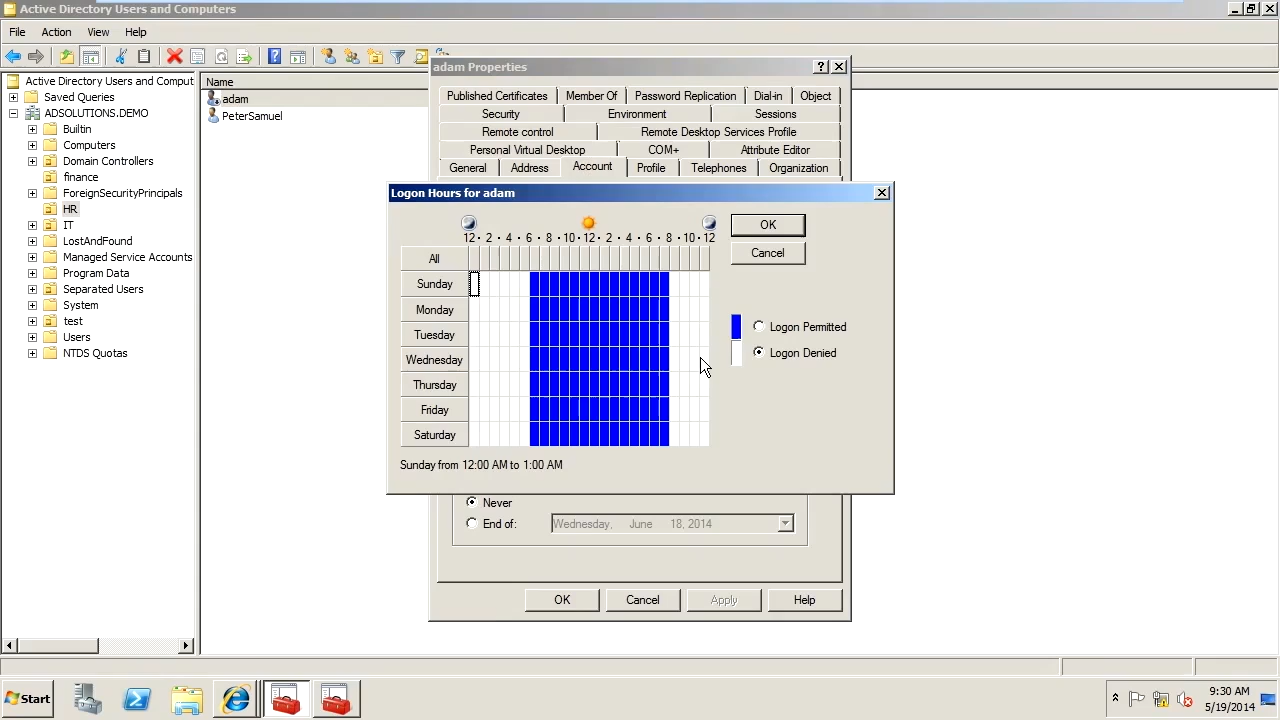 Active Directory Users and Computers
File Action View Help
Active Directory Users and Comput
Saved Queries
ADSOLUTIONS.DEMO
Builtin
Computers
Domain Controllers
finance
ForeignSecurityPrincipals
HR
IT
LostAndFound
Managed Service Accounts
Program Data
Separated Users
System
test
Users
NTDS Quotas
Name
adam
PeterSamuel
adam Properties
Published Certificates Member Of Password Replication Dial-in Object
Security Environment Sessions
Remote control Remote Desktop Services Profile
Personal Virtual Desktop COM+ Attribute Editor
General Address Account Profile Telephones Organization
Logon Hours for adam
12 · 2 · 4 · 6 · 8 · 10 · 12 · 2 · 4 · 6 · 8 · 10 · 12
All
Sunday
Monday
Tuesday
Wednesday
Thursday
Friday
Saturday
Sunday from 12:00 AM to 1:00 AM
OK
Cancel
Logon Permitted
Logon Denied
Never
End of: Wednesday, June 18, 2014
OK Cancel Apply Help
Start
9:30 AM
5/19/2014